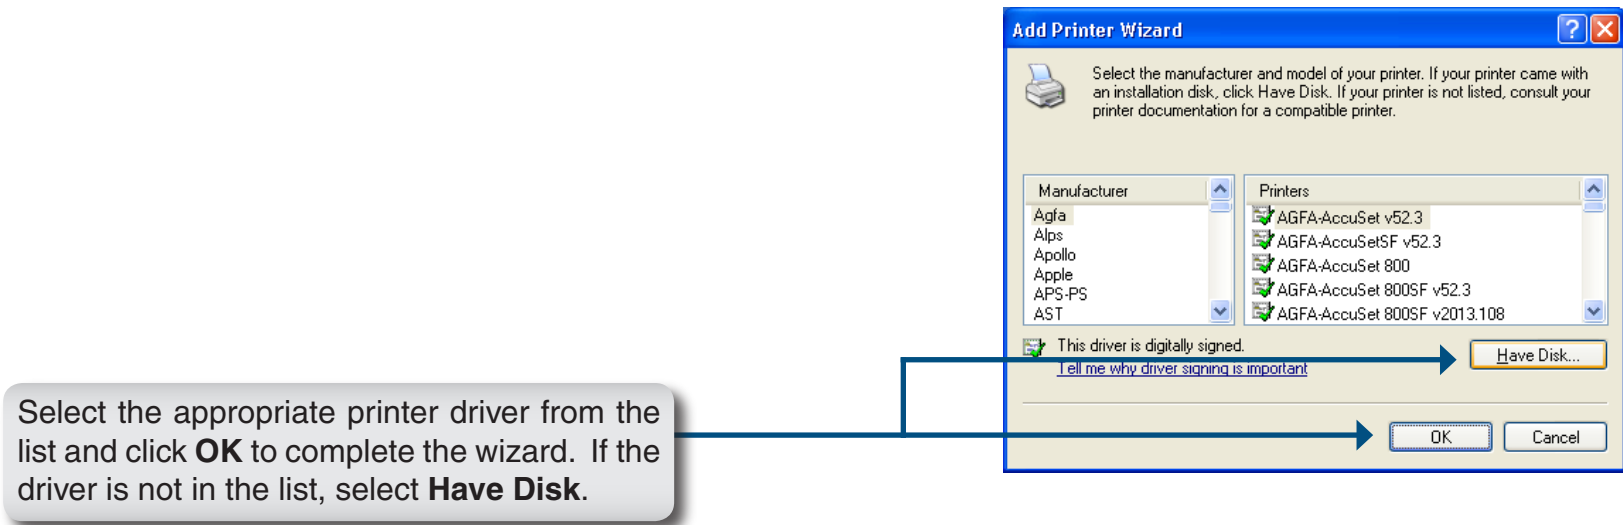 Add Printer Wizard
Select the manufacturer and model of your printer. If your printer came with
an installation disk, click Have Disk. If your printer is not listed, consult your
printer documentation for a compatible printer.
Manufacturer
Agfa
Alps
Apollo
Apple
APS-PS
AST
Printers
AGFA-AccuSet v52.3
AGFA-AccuSetSF v52.3
AGFA-AccuSet 800
AGFA-AccuSet 800SF v52.3
AGFA-AccuSet 800SF v2013.108
This driver is digitally signed.
Tell me why driver signing is important
Have Disk...
OK
Cancel
Select the appropriate printer driver from the
list and click OK to complete the wizard. If the
driver is not in the list, select Have Disk.